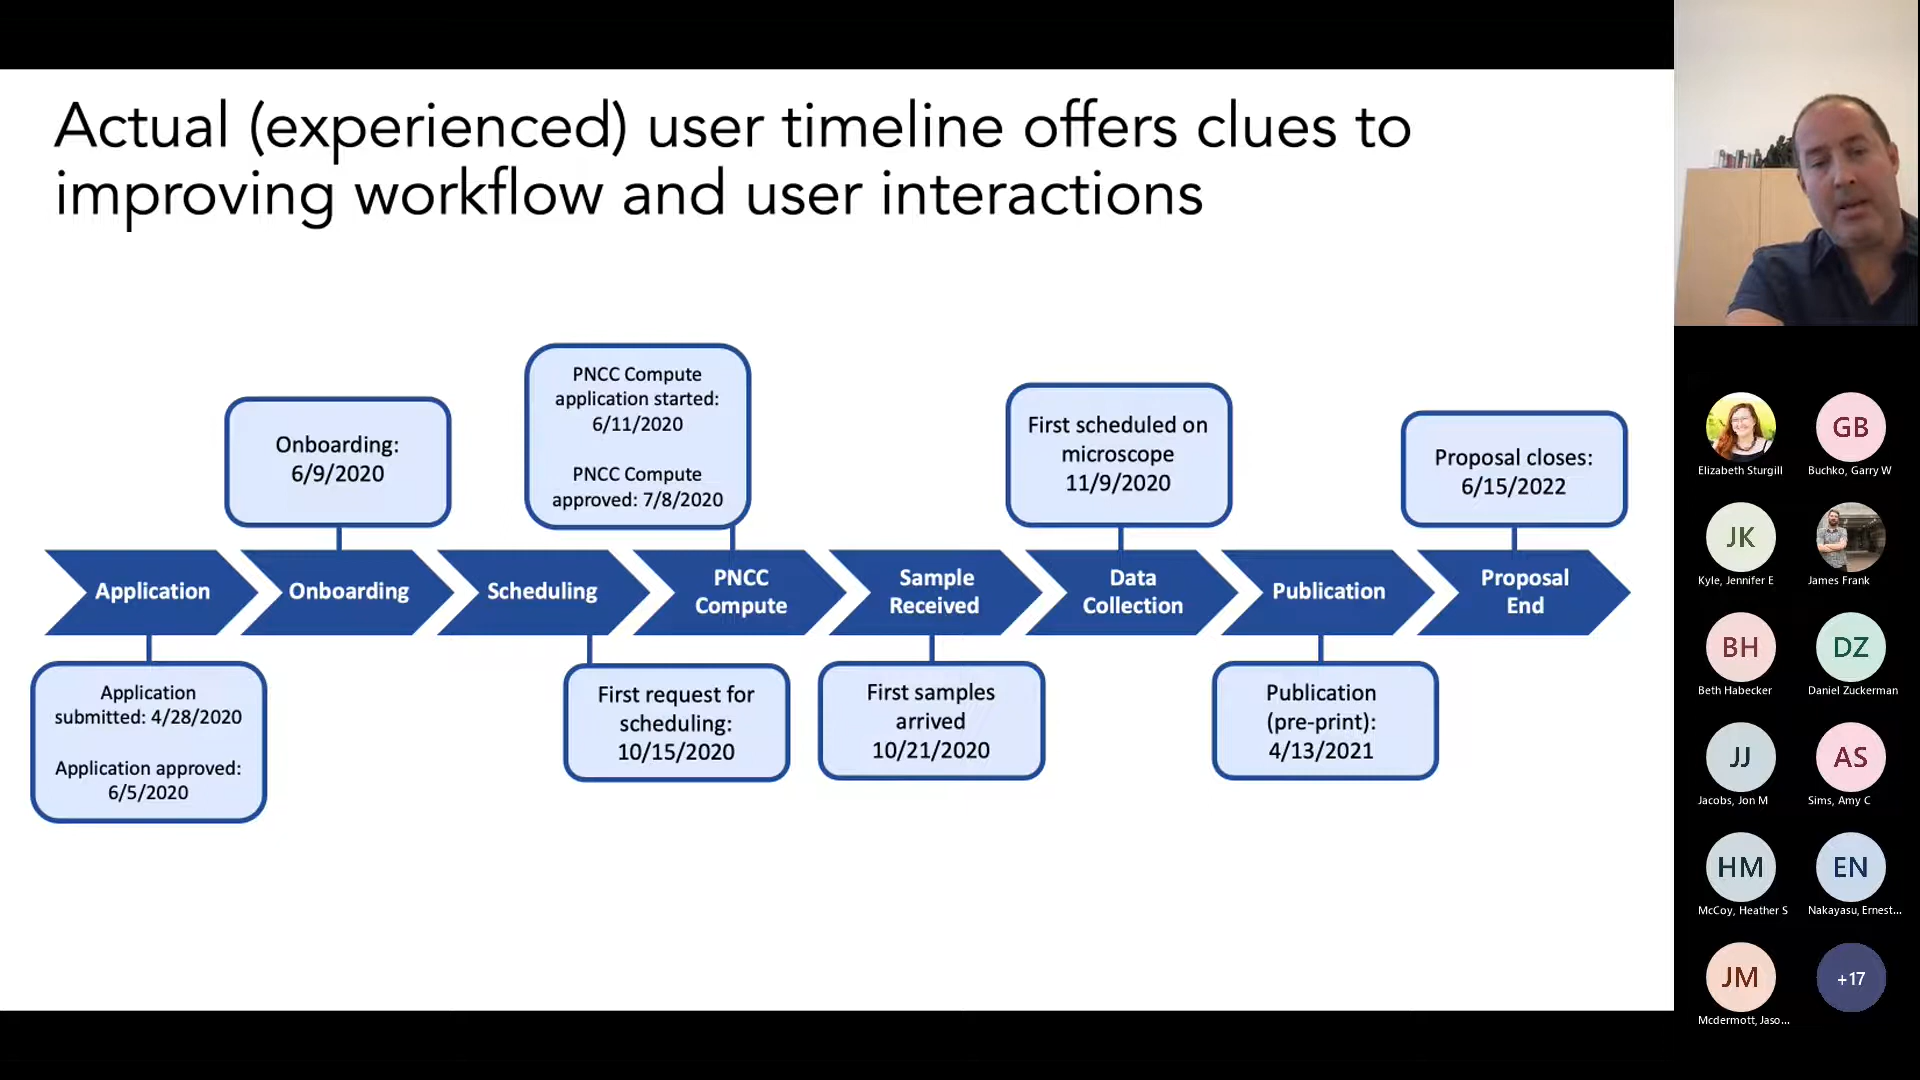 Actual (experienced) user timeline offers clues to
improving workflow and user interactions
Onboarding:
6/9/2020
PNCC Compute
application started:
6/11/2020
PNCC Compute
approved: 7/8/2020
First scheduled on
microscope
11/9/2020
Proposal closes:
6/15/2022
Application
Onboarding
Scheduling
PNCC
Compute
Sample
Received
Data
Collection
Publication
Proposal
End
Application
submitted: 4/28/2020
Application approved:
6/5/2020
First request for
scheduling:
10/15/2020
First samples
arrived
10/21/2020
Publication
(pre-print):
4/13/2021
GB
Elizabeth Sturgill
Buchko, Garry W
JK
Kyle, Jennifer E
James Frank
BH
DZ
Beth Habecker
Daniel Zuckerman
JJ
AS
Jacobs, Jon M
Sims, Amy C
HM
EN
McCoy, Heather S
Nakayasu, Ernest...
JM
+17
Mcdermott, Jaso...